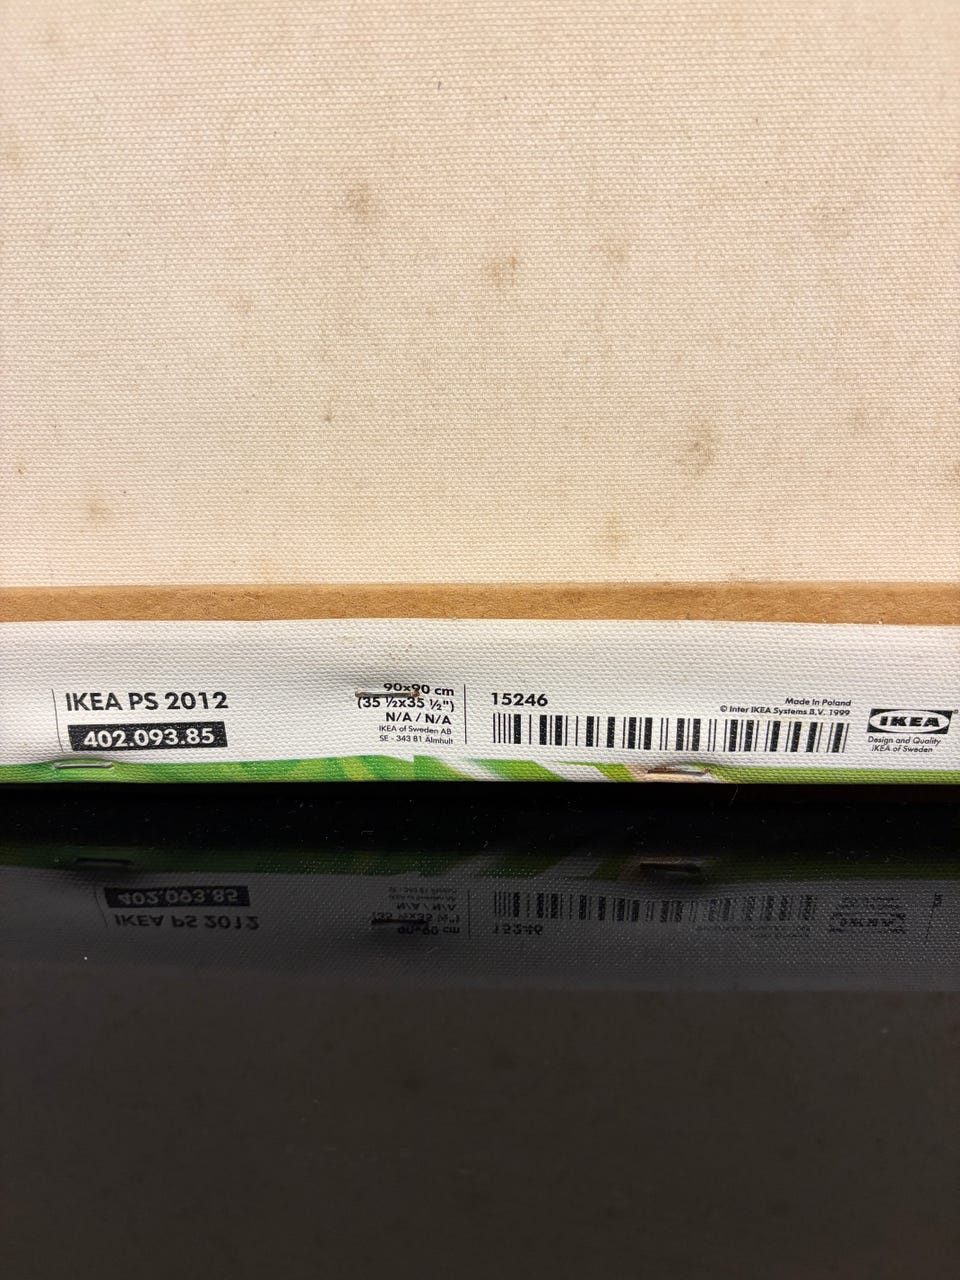 IKEA PS 2012
402.093.85
90x90 cm
(35 ½x35 ½")
N/A / N/A
IKEA of Sweden AB
SE - 343 81 Älmhult
15246
Made in Poland
© Inter IKEA Systems B.V. 1999
IKEA®
Design and Quality
IKEA of Sweden